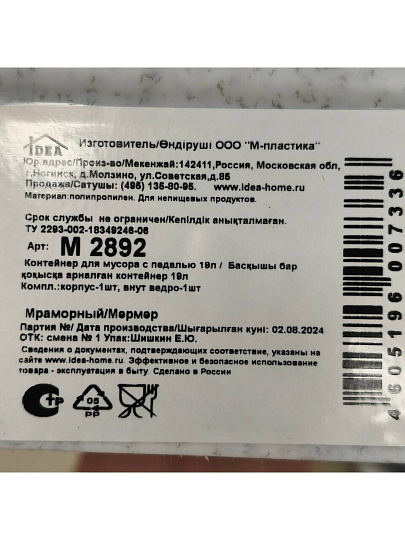 IDEA
Изготовитель/Өндіруші ООО "М-пластика"
Юр.адрес/Произ-во/Мекенжай:142411,Россия, Московская обл,
г.Ногинск, д.Молзино, ул.Советская,д.85
Продажа/Сатушы: (495) 135-80-95. www.idea-home.ru
Материал:полипропилен. Для непищевых продуктов.
Срок службы не ограничен/Кепілдік анықталмаған.
ТУ 2293-002-18349246-06
Арт: М 2892
Контейнер для мусора с педалью 19л / Басқышы бар
қоқысқа арналған контейнер 19л
Компл.:корпус-1шт, внут ведро-1шт
Мраморный/Мәрмәр
Партия №/ Дата производства/Шығарылған куні: 02.08.2024
ОТК: смена № 1 Упак:Шишкин Е.Ю.
Сведения о документах, подтверждающих соответствие, указаны на
сайте www.idea-home.ru. Эффективное и безопасное использование
товара - эксплуатация в быту. Сделано в России
05
PP
4605196007336